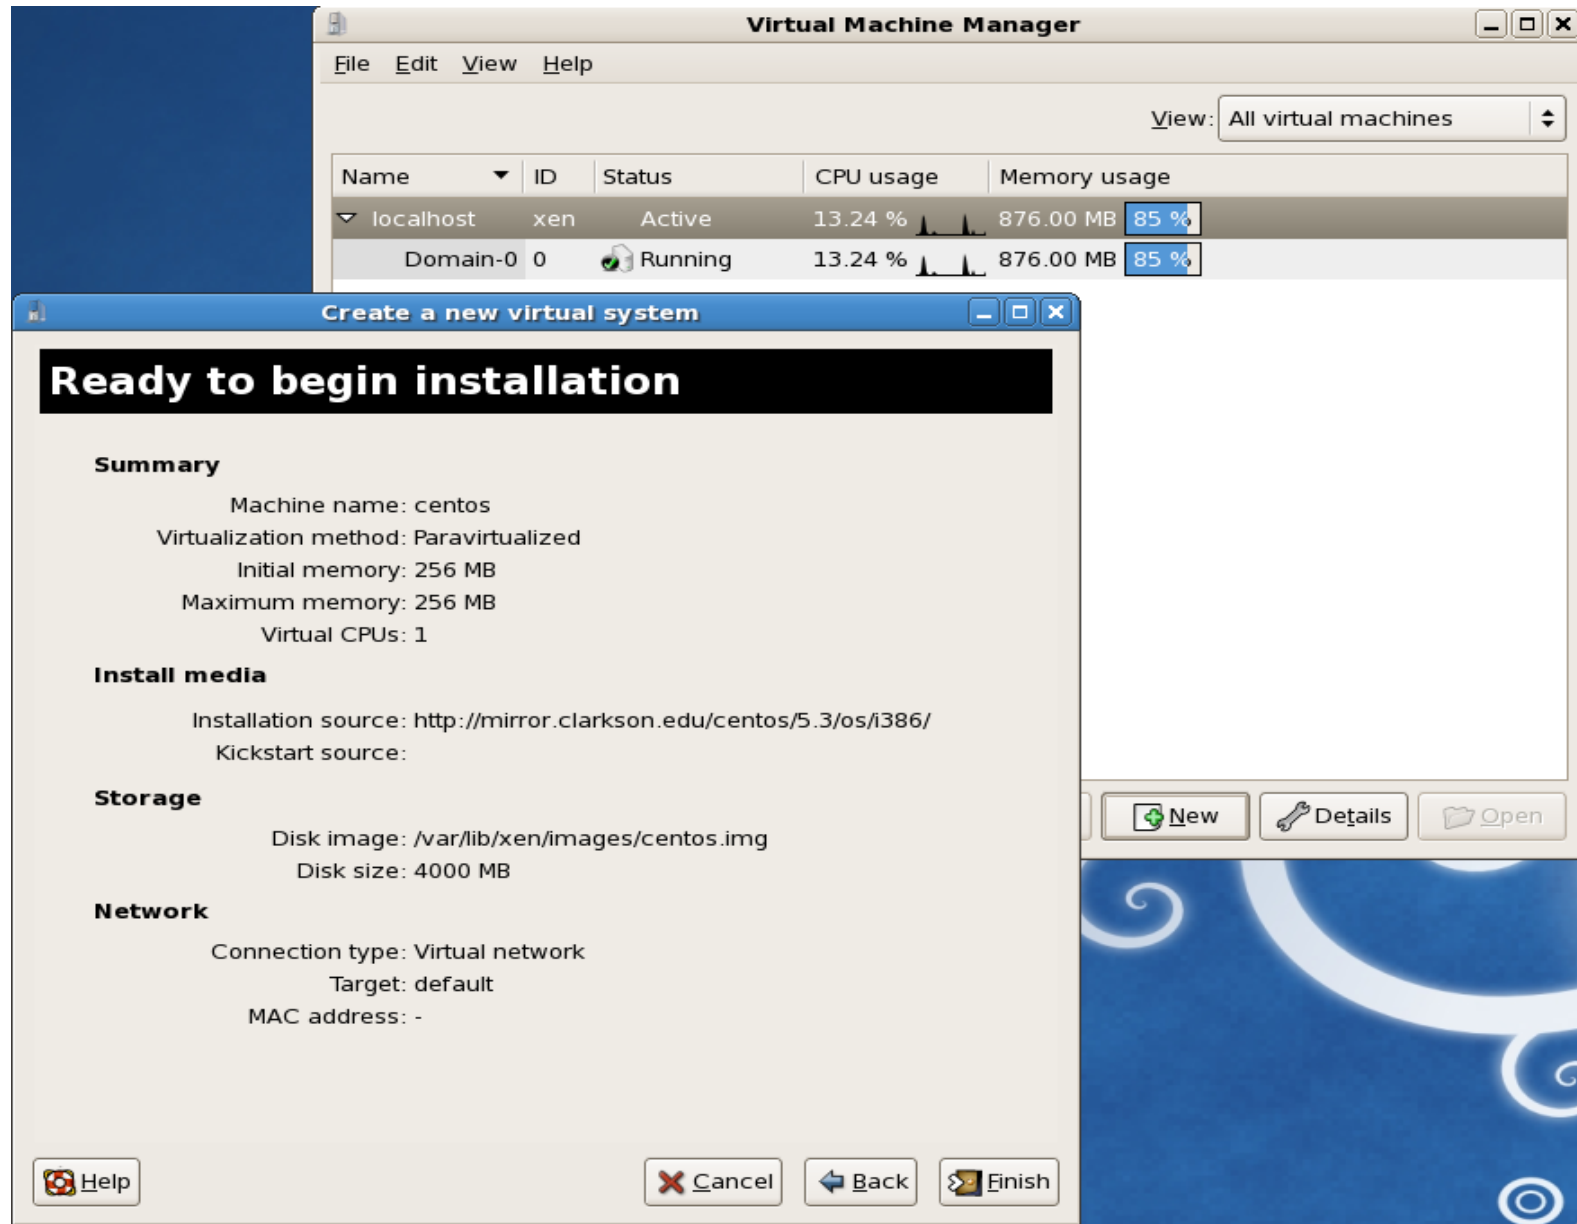 Virtual Machine Manager
File Edit View Help
View: All virtual machines
Name ID Status CPU usage Memory usage
localhost xen Active 13.24 % 876.00 MB 85 %
Domain-0 0 Running 13.24 % 876.00 MB 85 %
Create a new virtual system
Ready to begin installation
Summary
Machine name: centos
Virtualization method: Paravirtualized
Initial memory: 256 MB
Maximum memory: 256 MB
Virtual CPUs: 1
Install media
Installation source: http://mirror.clarkson.edu/centos/5.3/os/i386/
Kickstart source:
Storage
Disk image: /var/lib/xen/images/centos.img
Disk size: 4000 MB
Network
Connection type: Virtual network
Target: default
MAC address: -
Help Cancel Back Finish
New Details Open